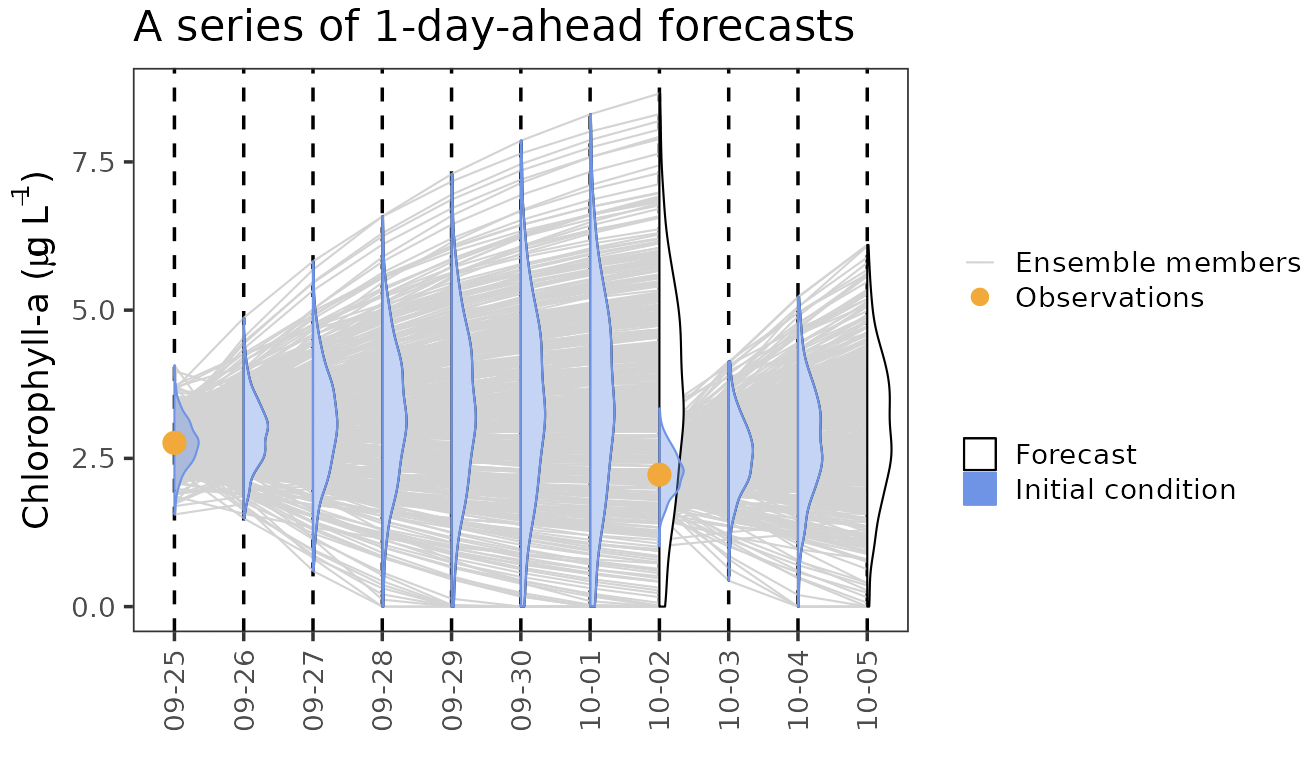 A series of 1-day-ahead forecasts
Chlorophyll-a (µg L⁻¹)
7.5
5.0
2.5
0.0
09-25
09-26
09-27
09-28
09-29
09-30
10-01
10-02
10-03
10-04
10-05
Ensemble members
Observations
Forecast
Initial condition